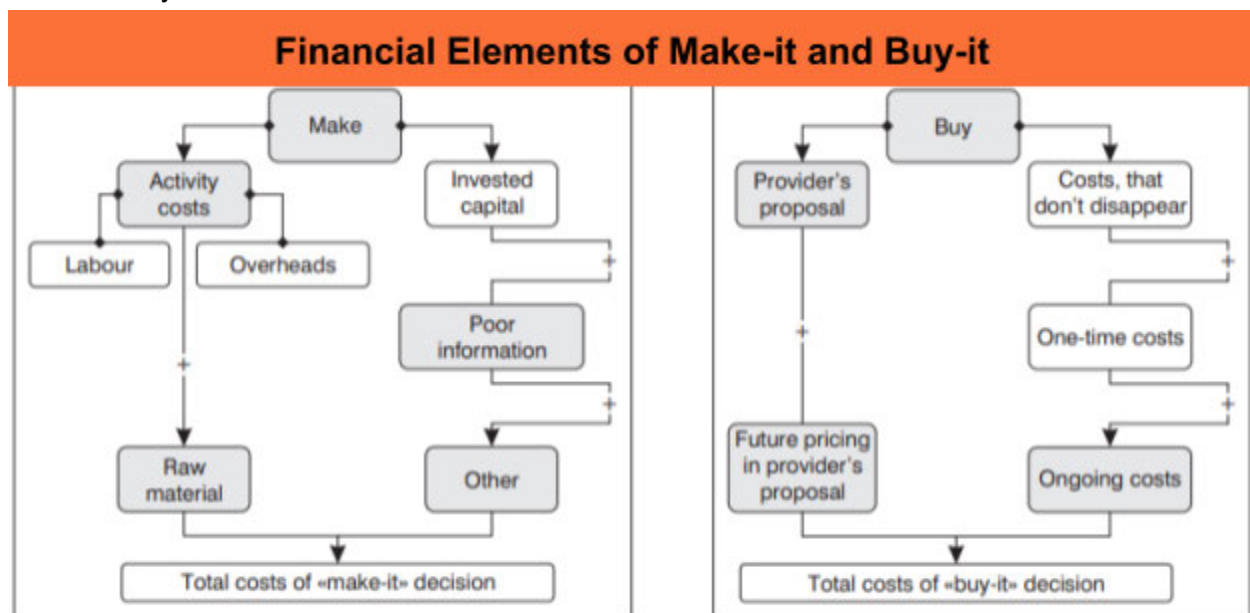 Financial Elements of Make-it and Buy-it
Make
Activity
costs
Invested
capital
Labour
Overheads
+
Poor
information
+
+
Raw
material
Other
Total costs of «make-it» decision
Buy
Provider's
proposal
Costs, that
don't disappear
+
+
One-time costs
+
Future pricing
in provider's
proposal
Ongoing costs
Total costs of «buy-it» decision